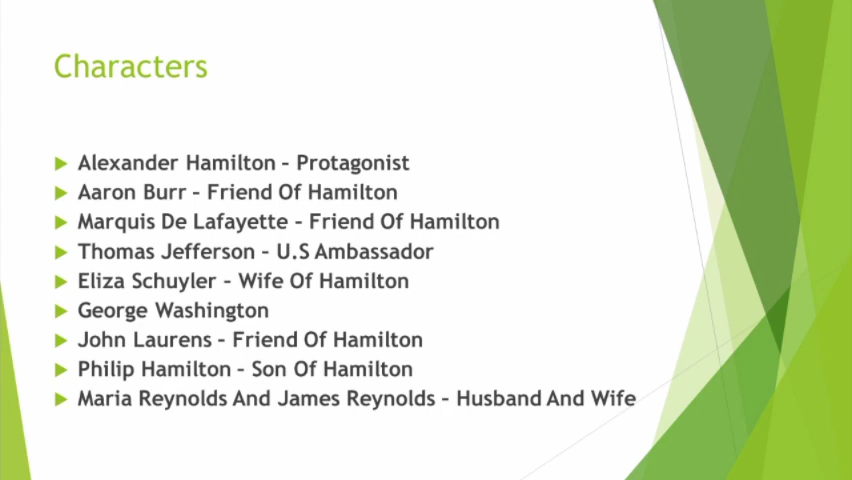 Characters
Alexander Hamilton – Protagonist
Aaron Burr – Friend Of Hamilton
Marquis De Lafayette – Friend Of Hamilton
Thomas Jefferson – U.S Ambassador
Eliza Schuyler – Wife Of Hamilton
George Washington
John Laurens – Friend Of Hamilton
Philip Hamilton – Son Of Hamilton
Maria Reynolds And James Reynolds – Husband And Wife